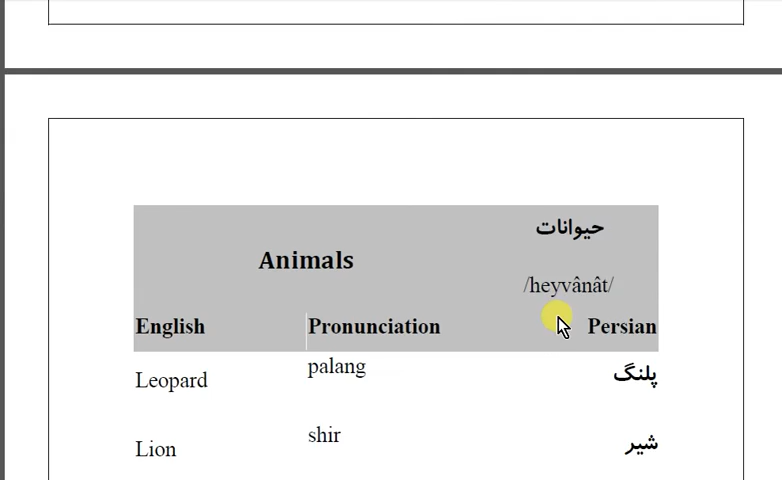 حیوانات
Animals
/heyvânât/
English Pronunciation Persian
Leopard palang پلنگ
Lion shir شیر